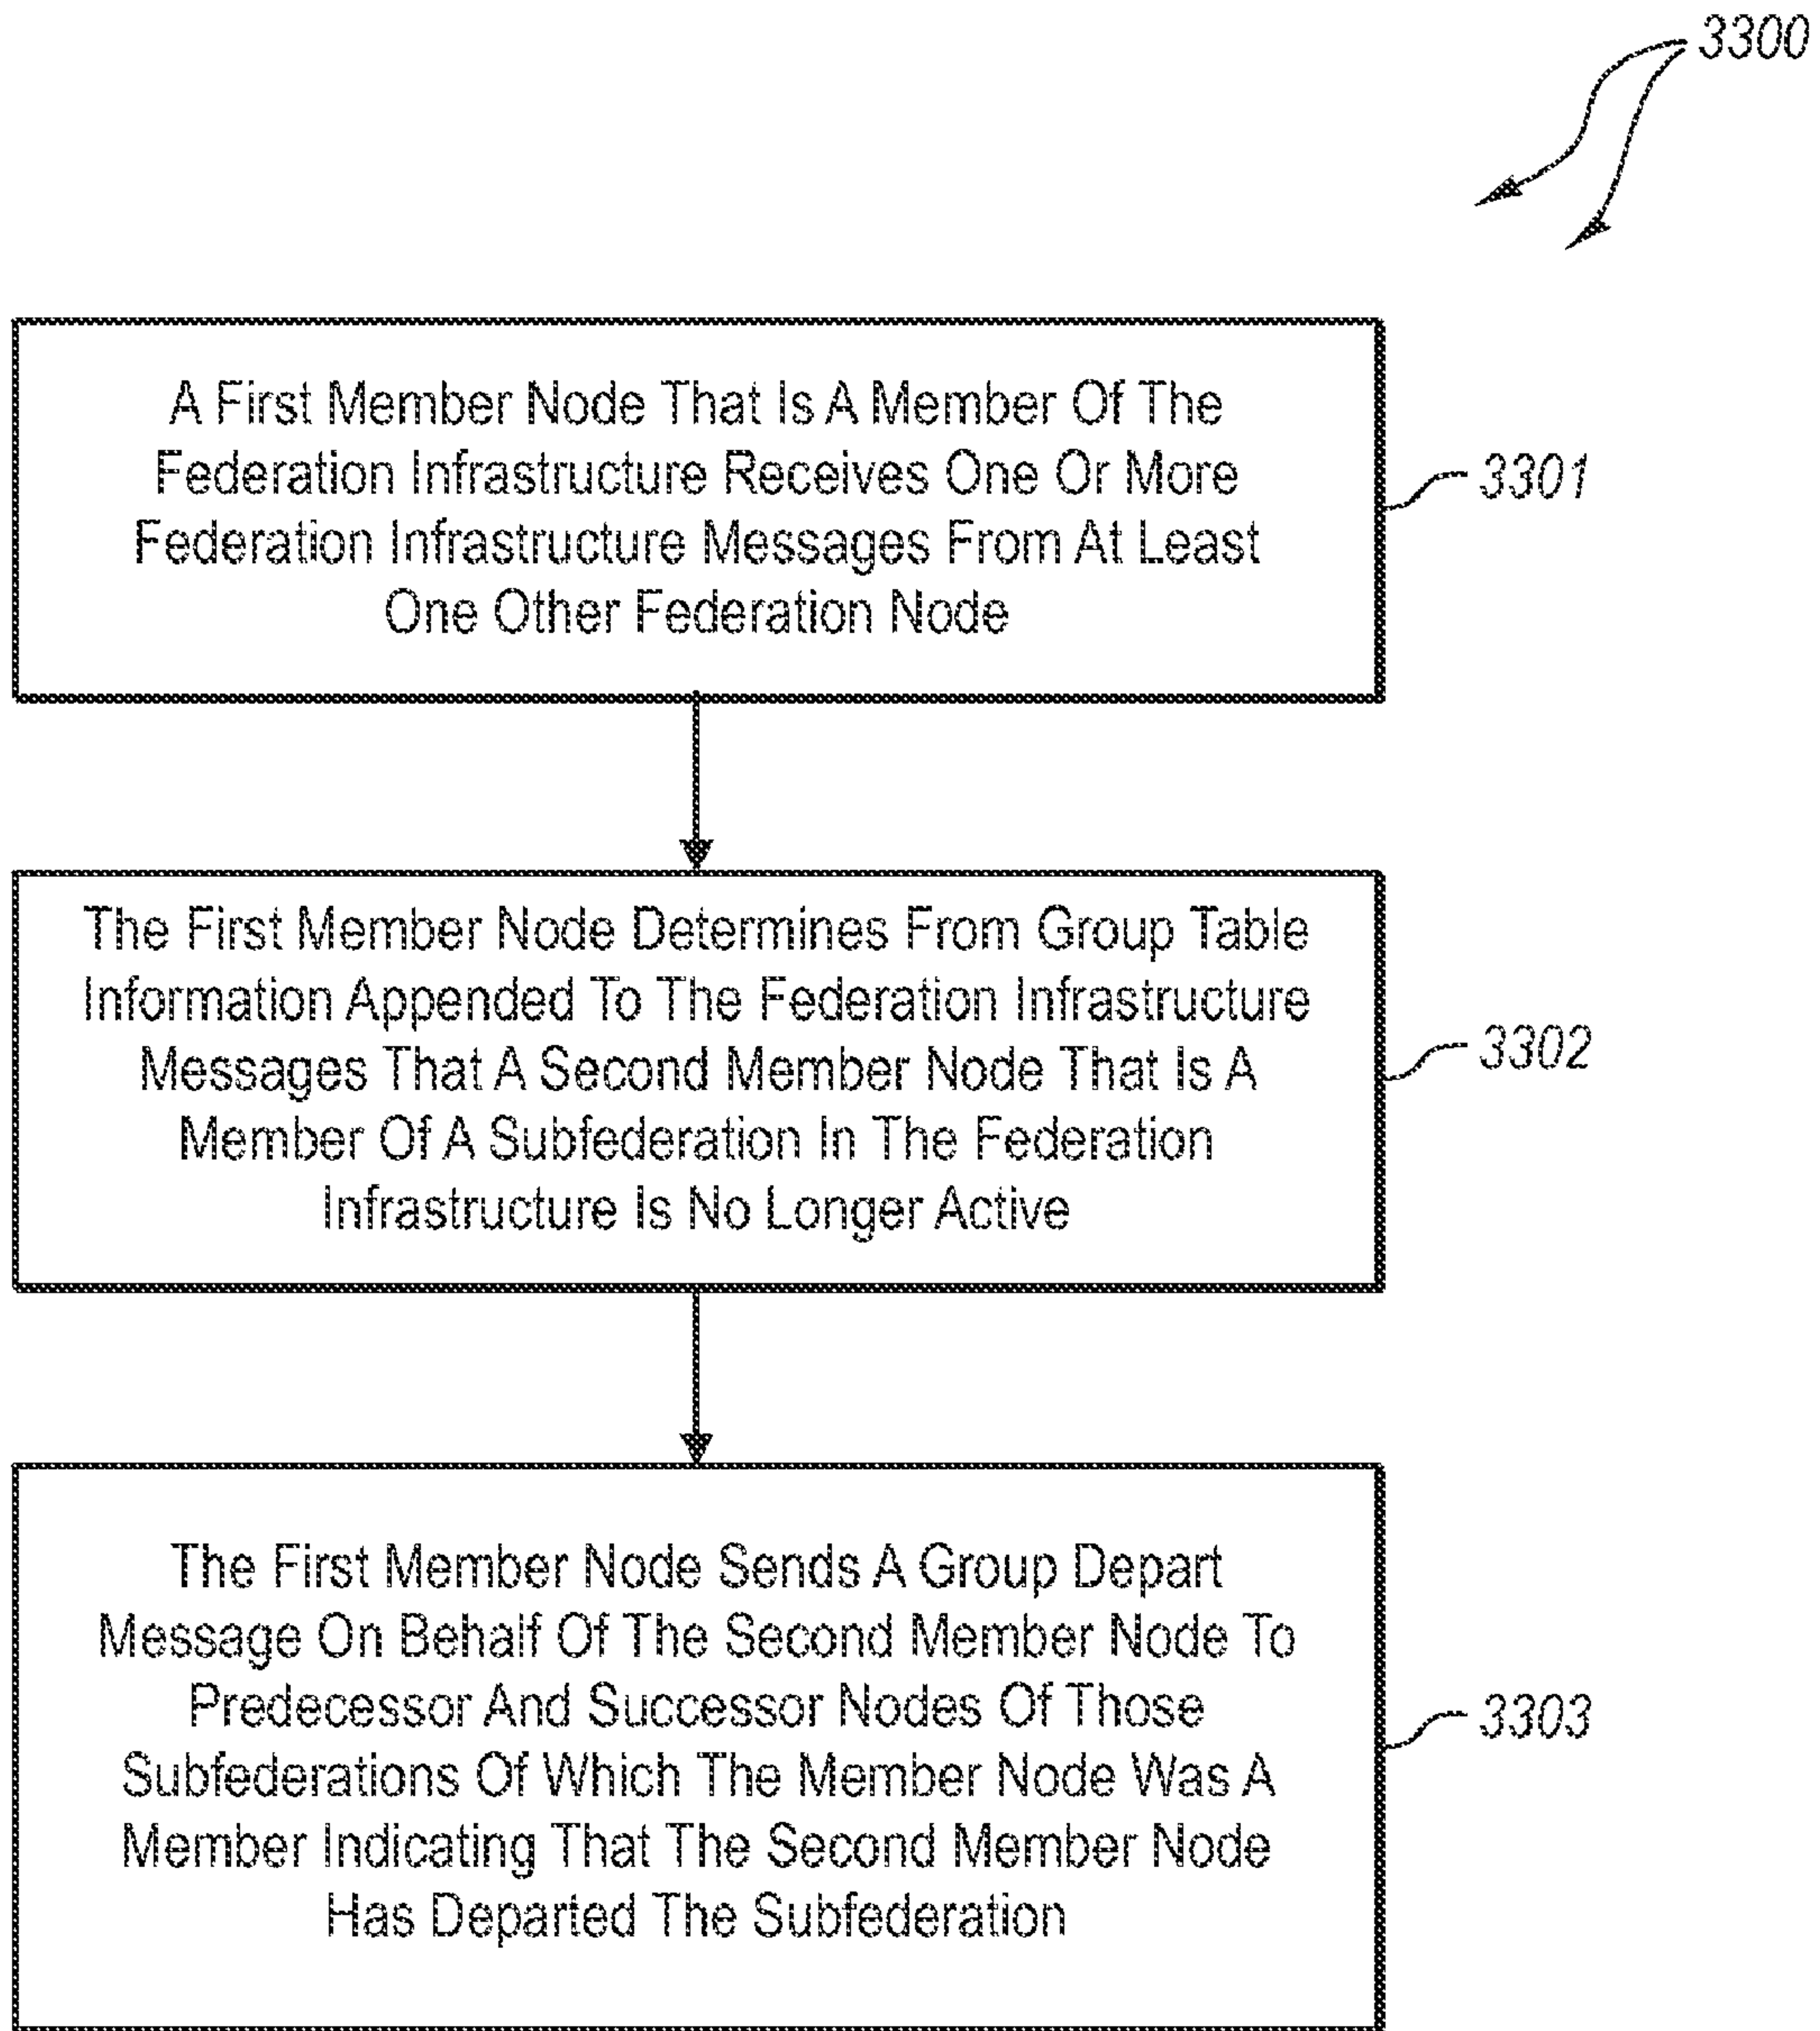 3300
A First Member Node That Is A Member Of The
Federation Infrastructure Receives One Or More
Federation Infrastructure Messages From At Least
One Other Federation Node
3301
The First Member Node Determines From Group Table
Information Appended To The Federation Infrastructure
Messages That A Second Member Node That Is A
Member Of A Subfederation In The Federation
Infrastructure Is No Longer Active
3302
The First Member Node Sends A Group Depart
Message On Behalf Of The Second Member Node To
Predecessor And Successor Nodes Of Those
Subfederations Of Which The Member Node Was A
Member Indicating That The Second Member Node
Has Departed The Subfederation
3303